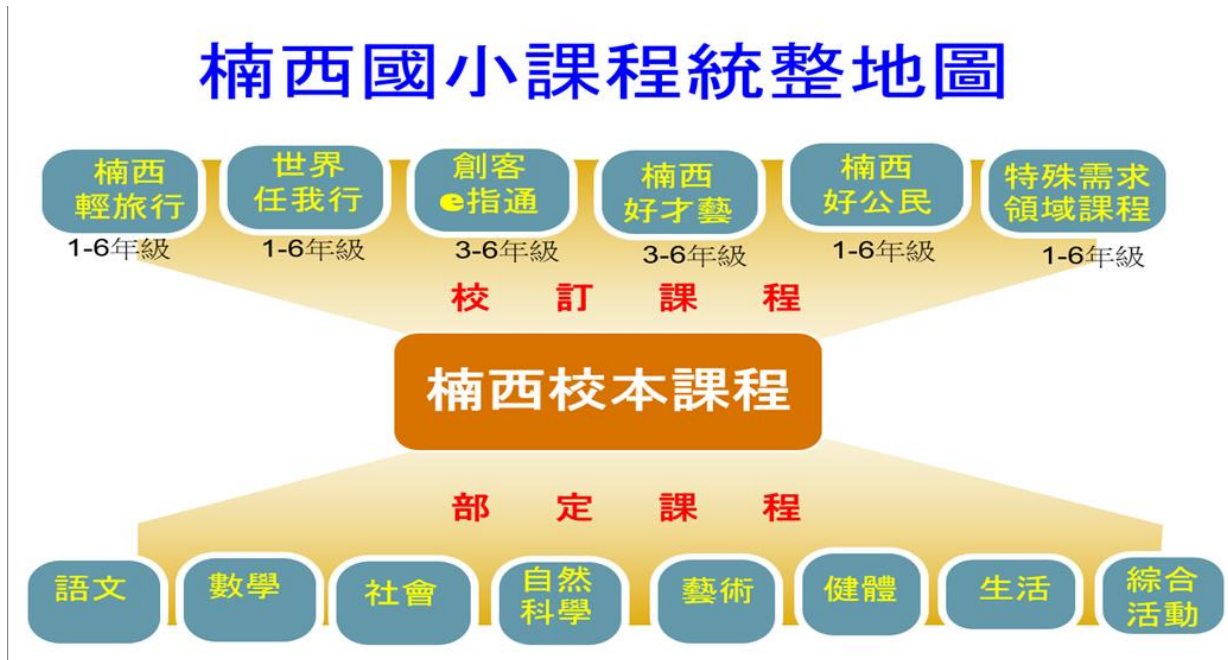 楠西國小課程統整地圖
楠西
輕旅行
1-6年級
世界
任我行
1-6年級
創客
e指通
3-6年級
楠西
好才藝
3-6年級
楠西
好公民
1-6年級
特殊需求
領域課程
1-6年級
校訂課程
楠西校本課程
部定課程
語文
數學
社會
自然
科學
藝術
健體
生活
綜合
活動